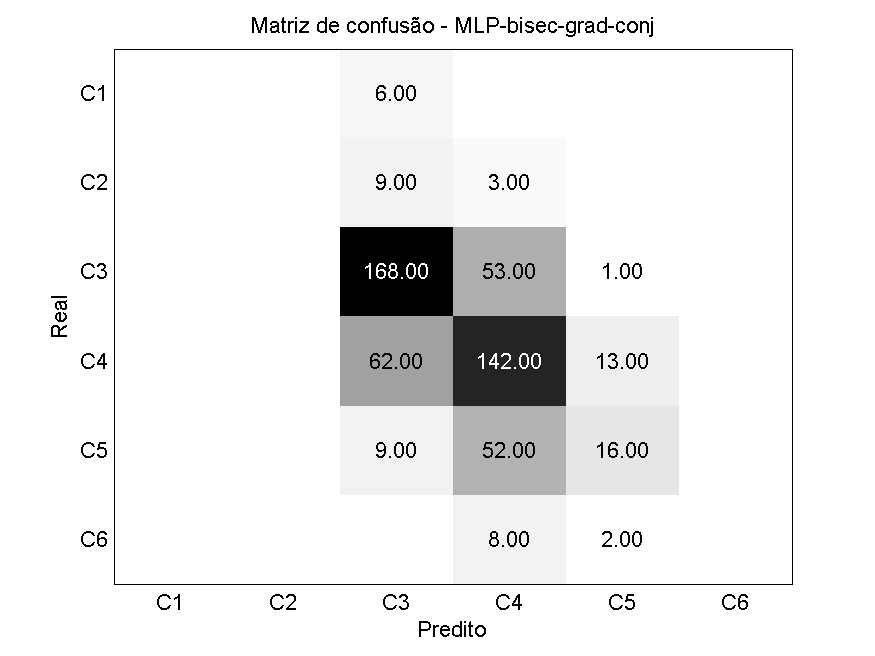 Matriz de confusão - MLP-bisec-grad-conj
C1 6.00
C2 9.00 3.00
C3 168.00 53.00 1.00
Real
C4 62.00 142.00 13.00
C5 9.00 52.00 16.00
C6 8.00 2.00
C1 C2 C3 C4 C5 C6
Predito